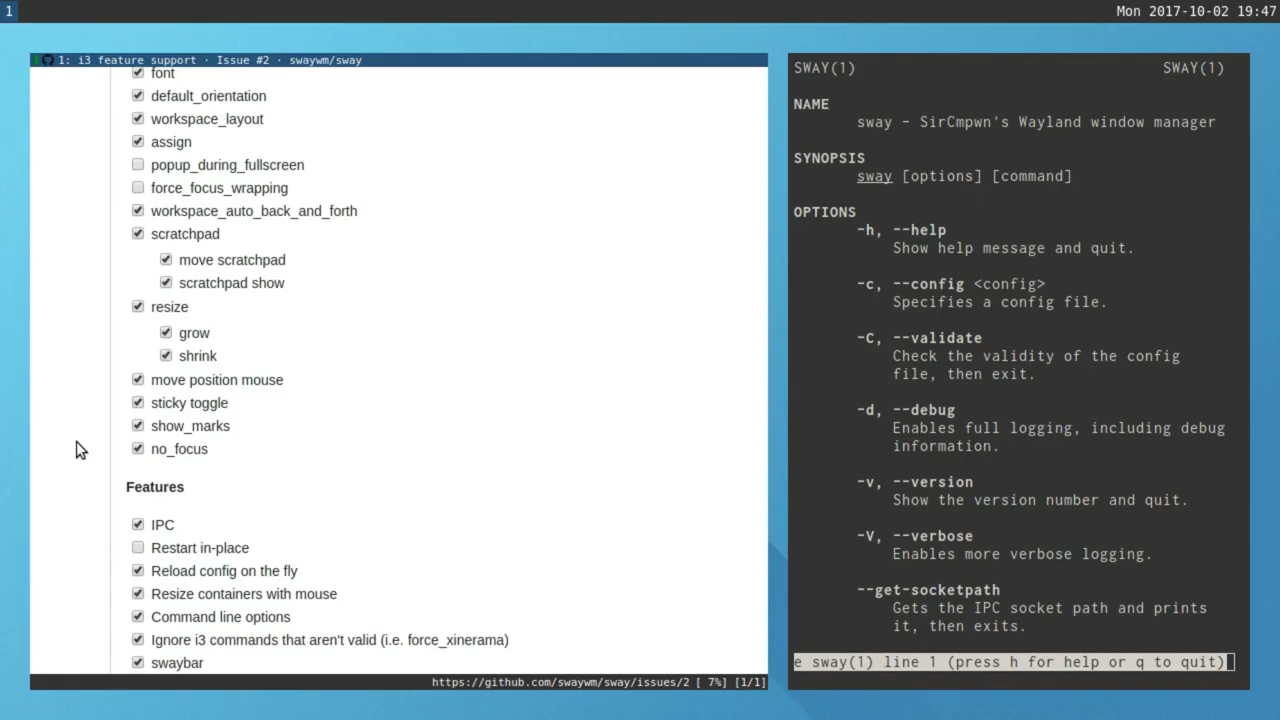 1
Mon 2017-10-02 19:47
1: i3 feature support · Issue #2 · swaywm/sway
font
default_orientation
workspace_layout
assign
popup_during_fullscreen
force_focus_wrapping
workspace_auto_back_and_forth
scratchpad
move scratchpad
scratchpad show
resize
grow
shrink
move position mouse
sticky toggle
show_marks
no_focus
Features
IPC
Restart in-place
Reload config on the fly
Resize containers with mouse
Command line options
Ignore i3 commands that aren't valid (i.e. force_xinerama)
swaybar
https://github.com/swaywm/sway/issues/2 [ 7%] [1/1]
SWAY(1) SWAY(1)
NAME
sway – SirCmpwn's Wayland window manager
SYNOPSIS
sway [options] [command]
OPTIONS
-h, --help
Show help message and quit.
-c, --config <config>
Specifies a config file.
-C, --validate
Check the validity of the config
file, then exit.
-d, --debug
Enables full logging, including debug
information.
-v, --version
Show the version number and quit.
-V, --verbose
Enables more verbose logging.
--get-socketpath
Gets the IPC socket path and prints
it, then exits.
e sway(1) line 1 (press h for help or q to quit)